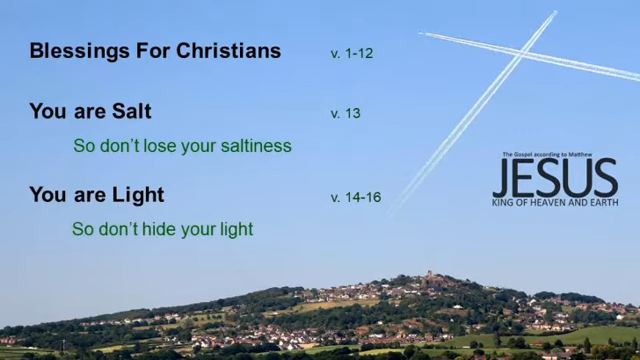 Blessings For Christians v. 1-12
You are Salt v. 13
So don't lose your saltiness
You are Light v. 14-16
So don't hide your light
The Gospel according to Matthew
JESUS
KING OF HEAVEN AND EARTH